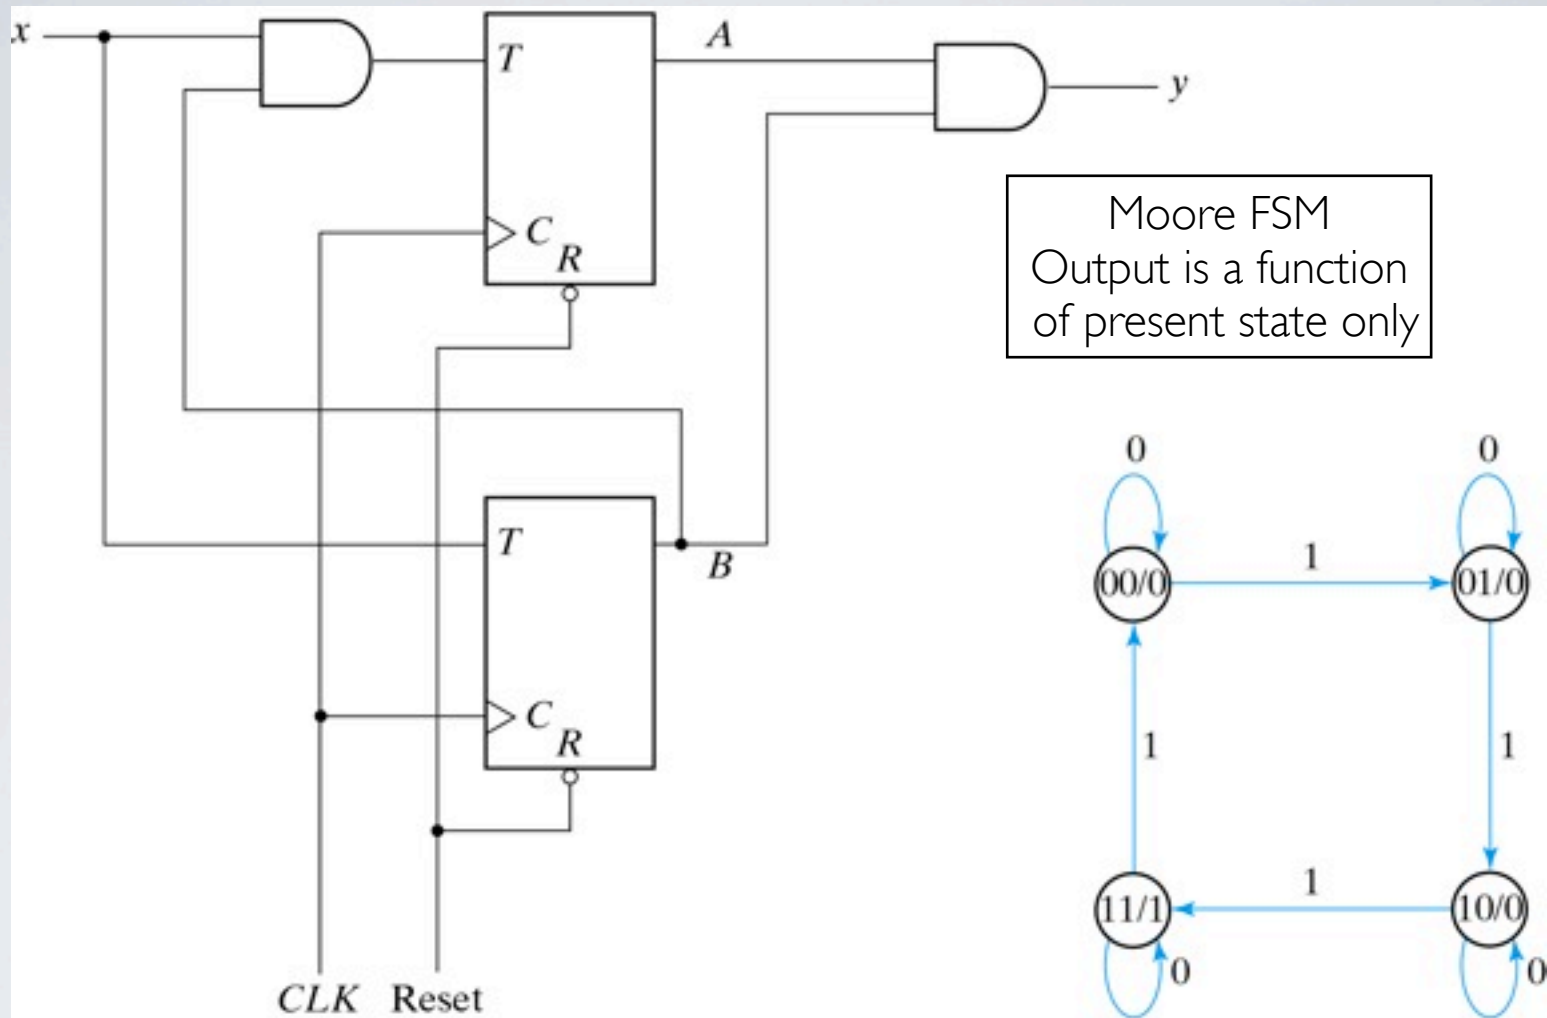 x
T
A
y
C
R
Moore FSM
Output is a function
of present state only
T
B
C
R
CLK Reset
0
0
00/0
1
01/0
1
1
11/1
1
10/0
0
0